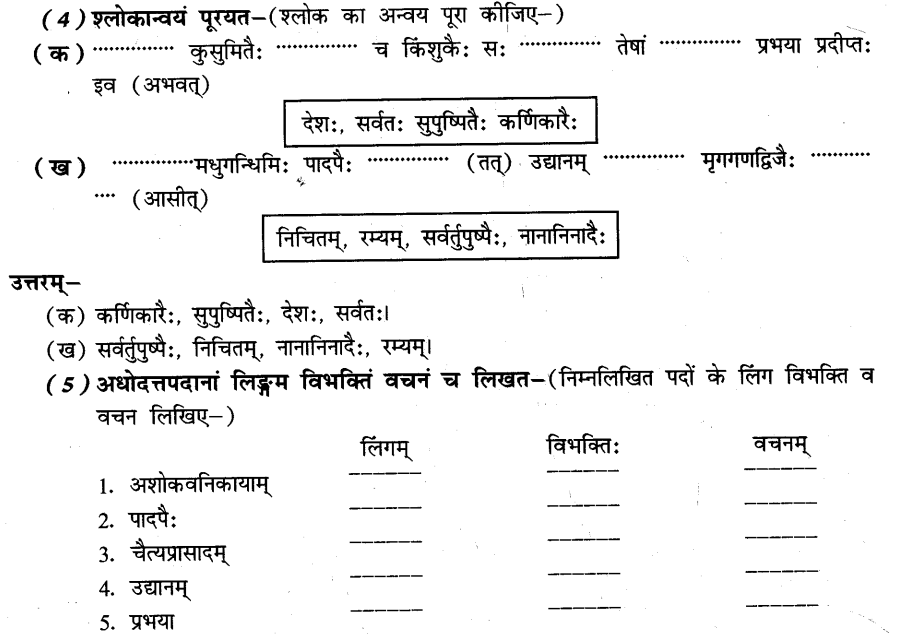 (4) श्लोकान्वयं पूरयत–(श्लोक का अन्वय पूरा कीजिए–)
(क) ............... कुसुमितैः ............... च किंशुकैः सः ............... तेषां ............... प्रभया प्रदीप्तः
इव (अभवत्)
देशः, सर्वतः सुपुष्पितैः कर्णिकारैः
(ख) ...............मधुगन्धिमिः पादपैः ............... (तत्) उद्यानम् ............... मृगगणद्विजैः ...........
.... (आसीत्)
निचितम्, रम्यम्, सर्वर्तुपुष्पैः, नानानिनादैः
उत्तरम्–
(क) कर्णिकारैः, सुपुष्पितैः, देशः, सर्वतः।
(ख) सर्वर्तुपुष्पैः, निचितम्, नानानिनादैः, रम्यम्।
(5) अधोदत्तपदानां लिङ्गम विभक्तिं वचनं च लिखत–(निम्नलिखित पदों के लिंग विभक्ति व
वचन लिखिए–)
लिंगम् विभक्तिः वचनम्
1. अशोकवनिकायाम् ______ ______ ______
2. पादपैः ______ ______ ______
3. चैत्यप्रासादम् ______ ______ ______
4. उद्यानम् ______ ______ ______
5. प्रभया ______ ______ ______